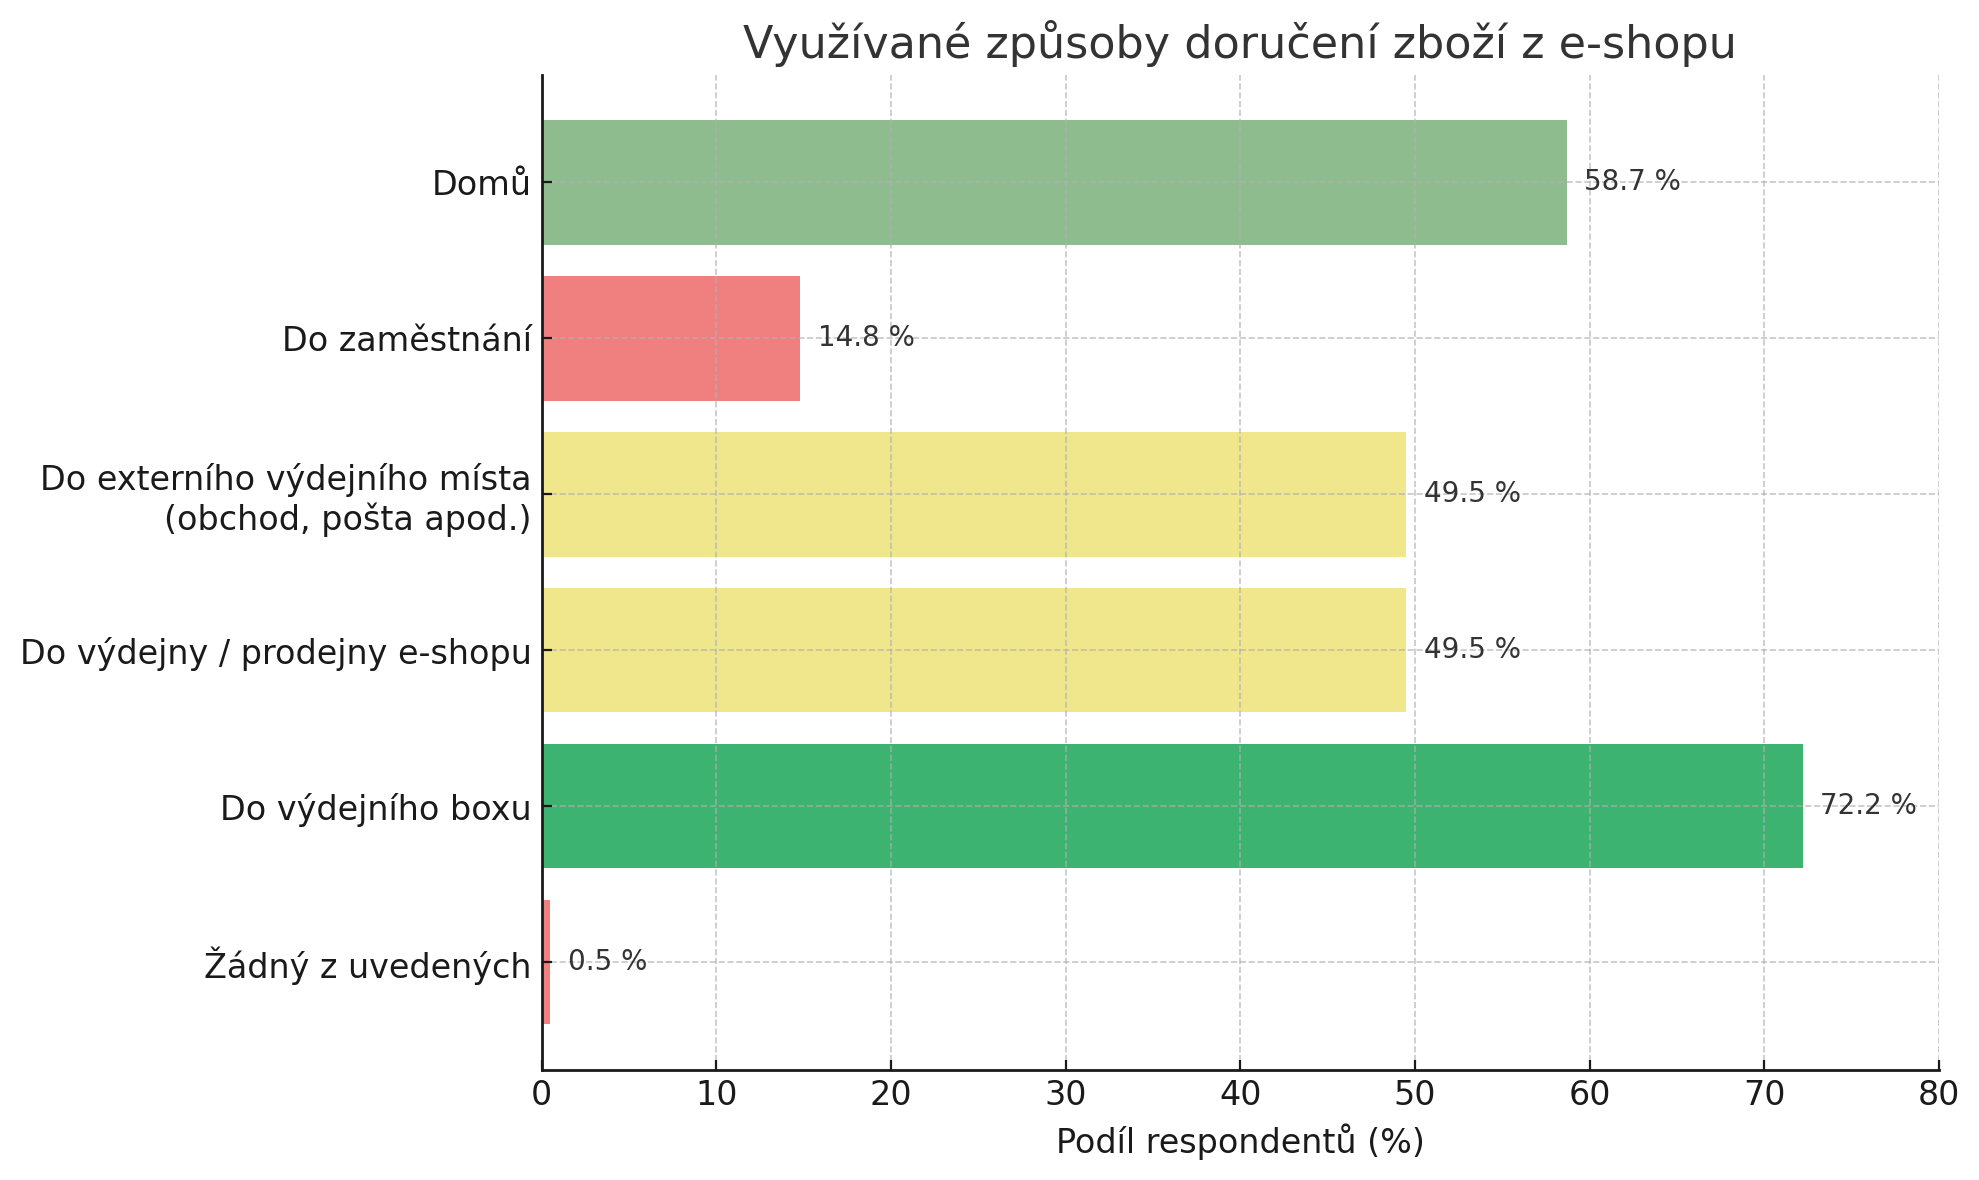 Využívané způsoby doručení zboží z e-shopu
Domů
58.7 %
Do zaměstnání
14.8 %
Do externího výdejního místa
(obchod, pošta apod.)
49.5 %
Do výdejny / prodejny e-shopu
49.5 %
Do výdejního boxu
72.2 %
Žádný z uvedených
0.5 %
0 10 20 30 40 50 60 70 80
Podíl respondentů (%)